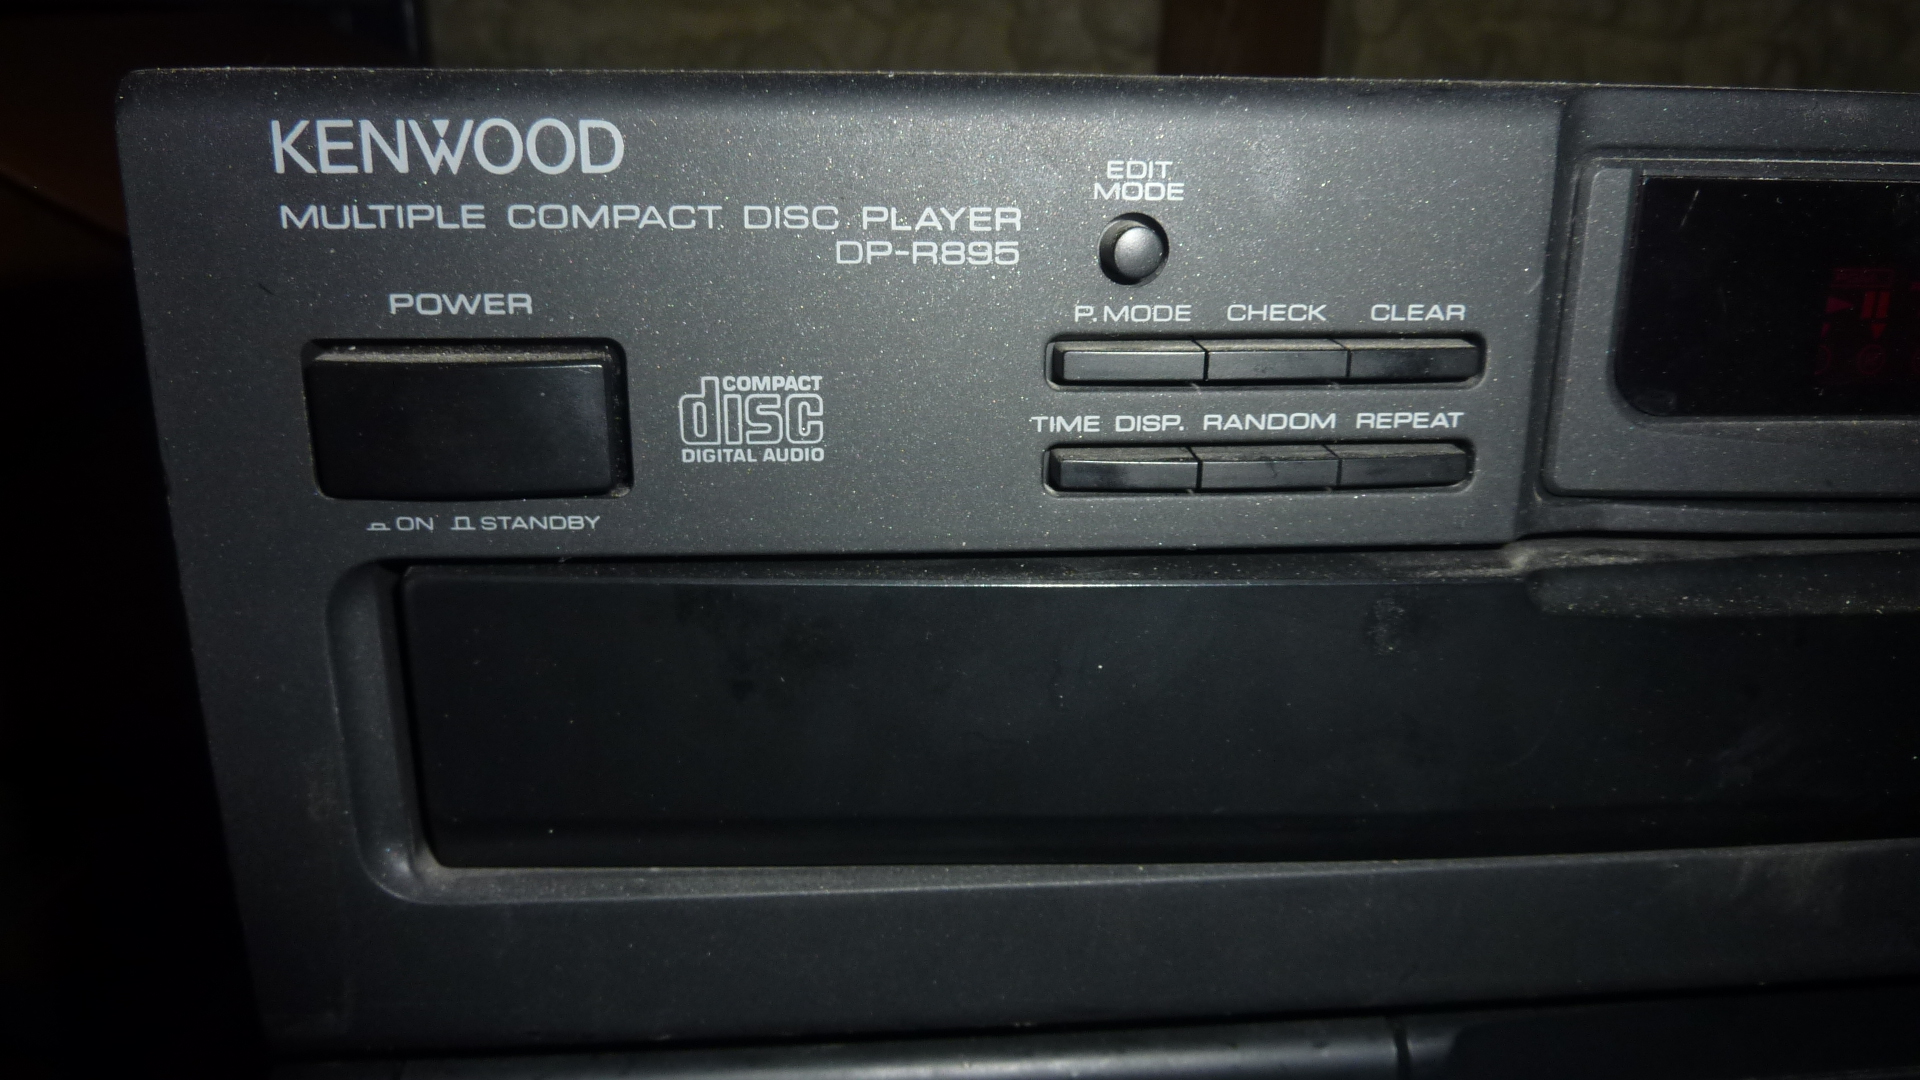 KENWOOD
MULTIPLE COMPACT DISC PLAYER
DP-R895
POWER
ON STANDBY
COMPACT
disc
DIGITAL AUDIO
EDIT
MODE
P.MODE CHECK CLEAR
TIME DISP. RANDOM REPEAT